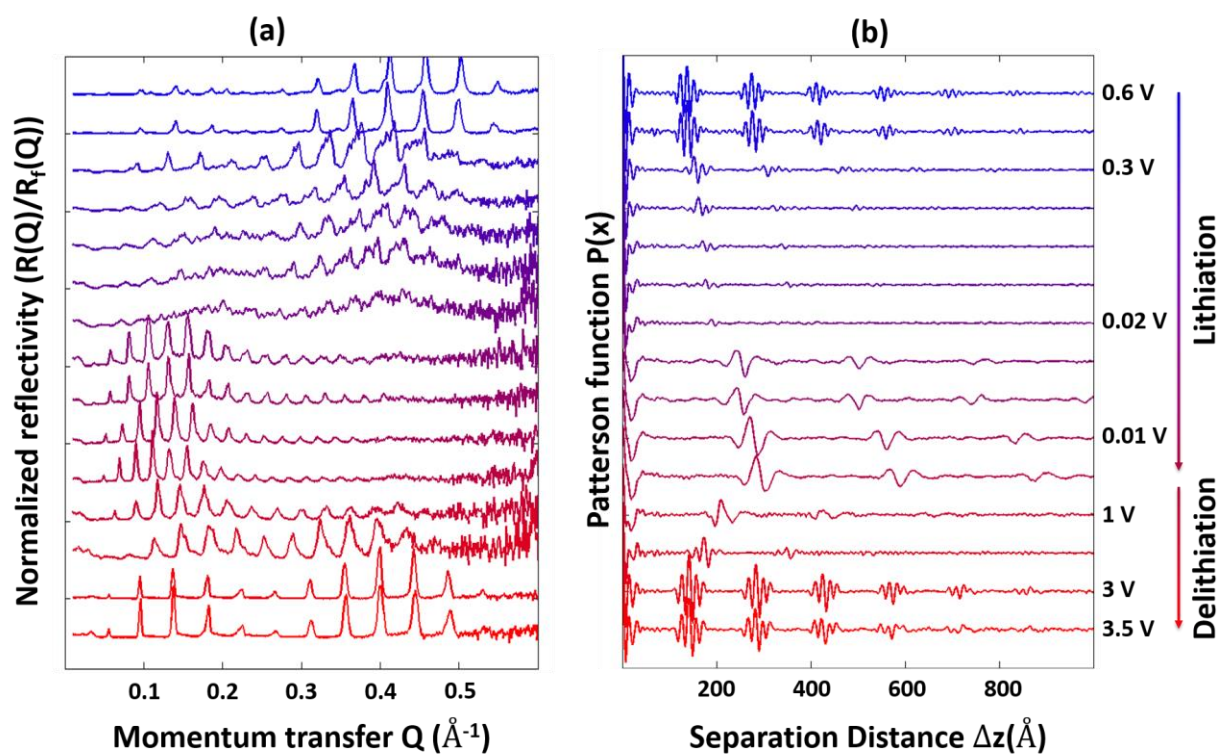 (a)
(b)
Normalized reflectivity (R(Q)/R_f(Q))
0.1 0.2 0.3 0.4 0.5
Momentum transfer Q (Å⁻¹)
Patterson function P(x)
200 400 600 800
Separation Distance Δz(Å)
0.6 V
0.3 V
0.02 V
0.01 V
1 V
3 V
3.5 V
Lithiation
Delithiation